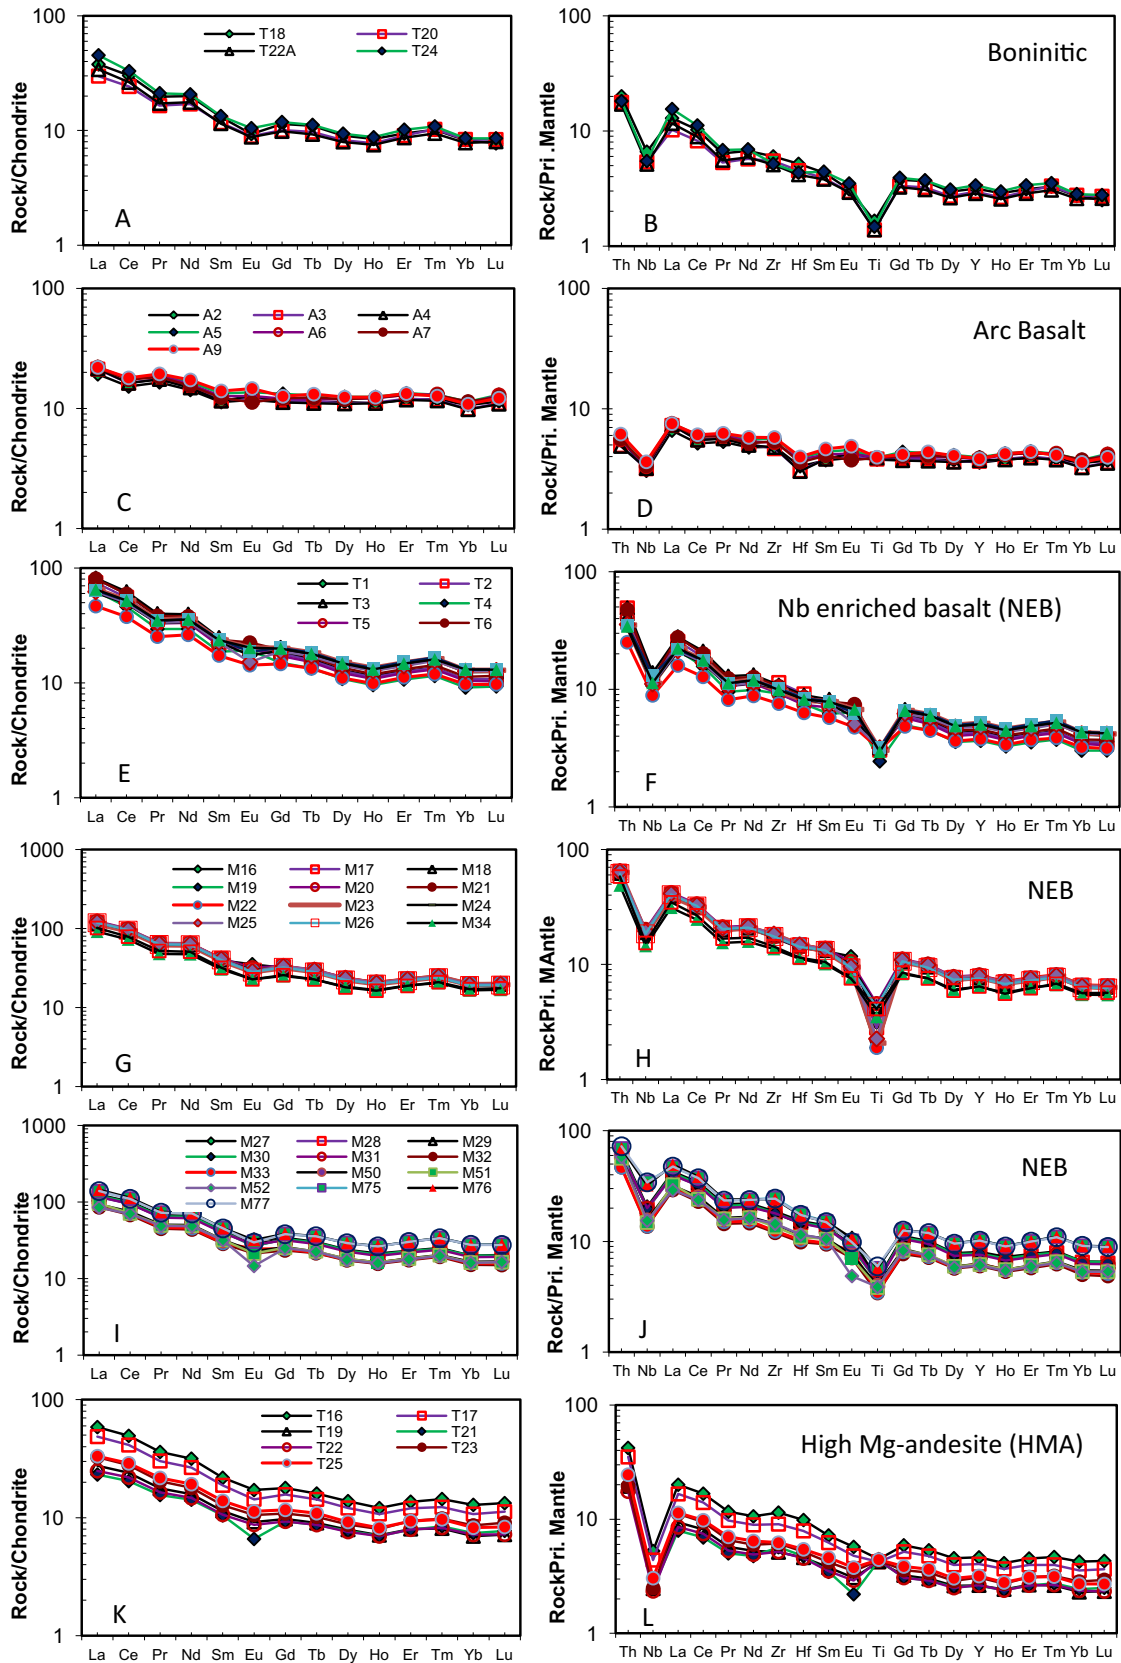 100
10
1
Rock/Chondrite
T18 T20
T22A T24
A
La Ce Pr Nd Sm Eu Gd Tb Dy Ho Er Tm Yb Lu
100
10
1
Rock/Pri .Mantle
Boninitic
B
Th Nb La Ce Pr Nd Zr Hf Sm Eu Ti Gd Tb Dy Y Ho Er Tm Yb Lu
100
10
1
Rock/Chondrite
A2 A3 A4
A5 A6 A7
A9
C
La Ce Pr Nd Sm Eu Gd Tb Dy Ho Er Tm Yb Lu
100
10
1
Rock/Pri. Mantle
Arc Basalt
D
Th Nb La Ce Pr Nd Zr Hf Sm Eu Ti Gd Tb Dy Y Ho Er Tm Yb Lu
100
10
1
Rock/Chondrite
T1 T2
T3 T4
T5 T6
E
La Ce Pr Nd Sm Eu Gd Tb Dy Ho Er Tm Yb Lu
100
10
1
RockPri. Mantle
Nb enriched basalt (NEB)
F
Th Nb La Ce Pr Nd Zr Hf Sm Eu Ti Gd Tb Dy Y Ho Er Tm Yb Lu
1000
100
10
1
Rock/Chondrite
M16 M17 M18
M19 M20 M21
M22 M23 M24
M25 M26 M34
G
La Ce Pr Nd Sm Eu Gd Tb Dy Ho Er Tm Yb Lu
100
10
1
RockPri. MAntle
NEB
H
Th Nb La Ce Pr Nd Zr Hf Sm Eu Ti Gd Tb Dy Y Ho Er Tm Yb Lu
1000
100
10
1
Rock/Chondrite
M27 M28 M29
M30 M31 M32
M33 M50 M51
M52 M75 M76
M77
I
La Ce Pr Nd Sm Eu Gd Tb Dy Ho Er Tm Yb Lu
100
10
1
Rock/Pri. Mantle
NEB
J
Th Nb La Ce Pr Nd Zr Hf Sm Eu Ti Gd Tb Dy Y Ho Er Tm Yb Lu
100
10
1
Rock/Chondrite
T16 T17
T19 T21
T22 T23
T25
K
La Ce Pr Nd Sm Eu Gd Tb Dy Ho Er Tm Yb Lu
100
10
1
RockPri. Mantle
High Mg-andesite (HMA)
L
Th Nb La Ce Pr Nd Zr Hf Sm Eu Ti Gd Tb Dy Y Ho Er Tm Yb Lu